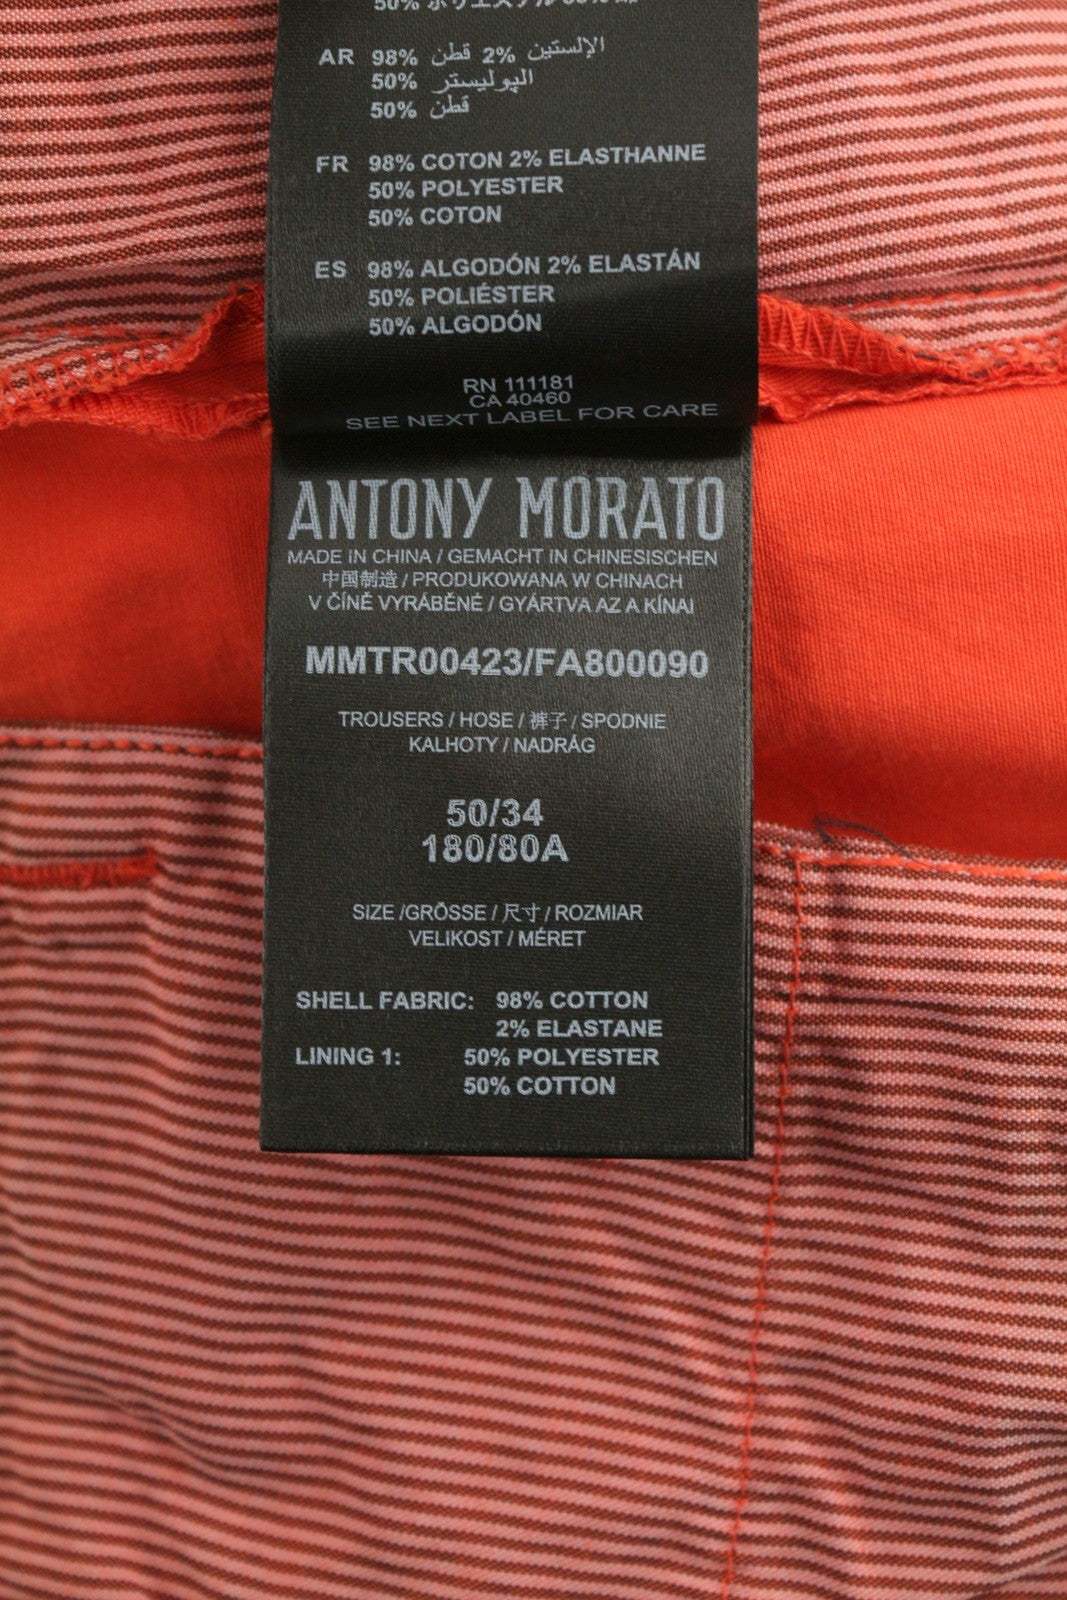 AR 98% قطن 2% الإلستين
50% البوليستر
50% قطن
FR 98% COTON 2% ELASTHANNE
50% POLYESTER
50% COTON
ES 98% ALGODÓN 2% ELASTÁN
50% POLIÉSTER
50% ALGODÓN
RN 111181
CA 40460
SEE NEXT LABEL FOR CARE
ANTONY MORATO
MADE IN CHINA / GEMACHT IN CHINESISCHEN
中国制造 / PRODUKOWANA W CHINACH
V ČÍNĚ VYRÁBĚNÉ / GYÁRTVA AZ A KÍNAI
MMTR00423/FA800090
TROUSERS / HOSE / 裤子 / SPODNIE
KALHOTY / NADRÁG
50/34
180/80A
SIZE /GRÖSSE / 尺寸 / ROZMIAR
VELIKOST / MÉRET
SHELL FABRIC: 98% COTTON
2% ELASTANE
LINING 1: 50% POLYESTER
50% COTTON